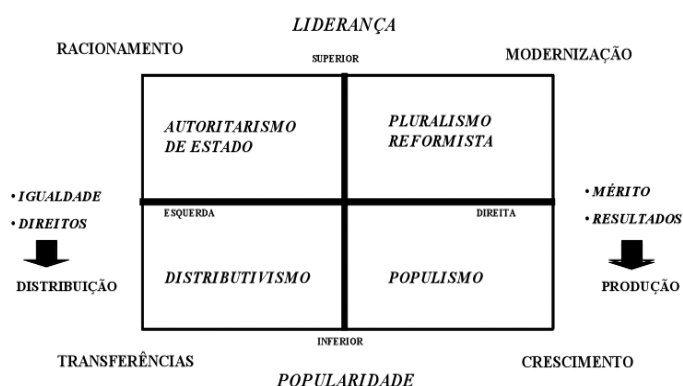 LIDERANÇA
RACIONAMENTO
SUPERIOR
MODERNIZAÇÃO
AUTORITARISMO
DE ESTADO
PLURALISMO
REFORMISTA
• IGUALDADE
• DIREITOS
• MÉRITO
• RESULTADOS
ESQUERDA
DIREITA
DISTRIBUIÇÃO
DISTRIBUTIVISMO
POPULISMO
PRODUÇÃO
INFERIOR
TRANSFERÊNCIAS
CRESCIMENTO
POPULARIDADE